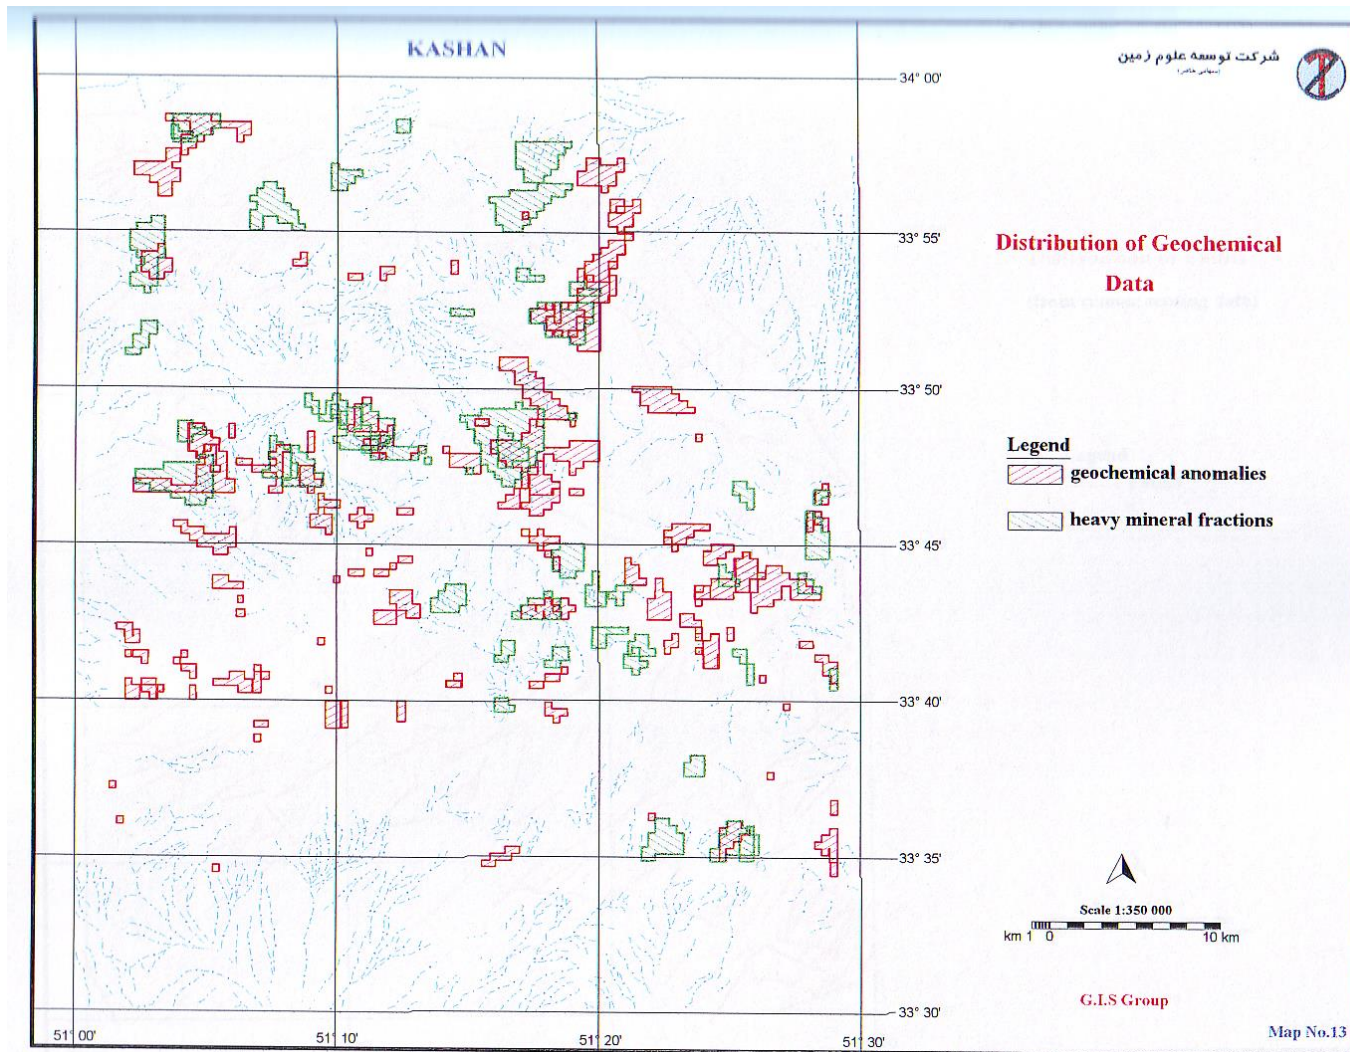 KASHAN
شرکت توسعه علوم زمین
(سهامی خاص)
34° 00'
33° 55'
Distribution of Geochemical
Data
33° 50'
Legend
geochemical anomalies
heavy mineral fractions
33° 45'
33° 40'
33° 35'
Scale 1:350 000
km 1 0 10 km
G.I.S Group
33° 30'
51° 00' 51° 10' 51° 20' 51° 30'
Map No.13